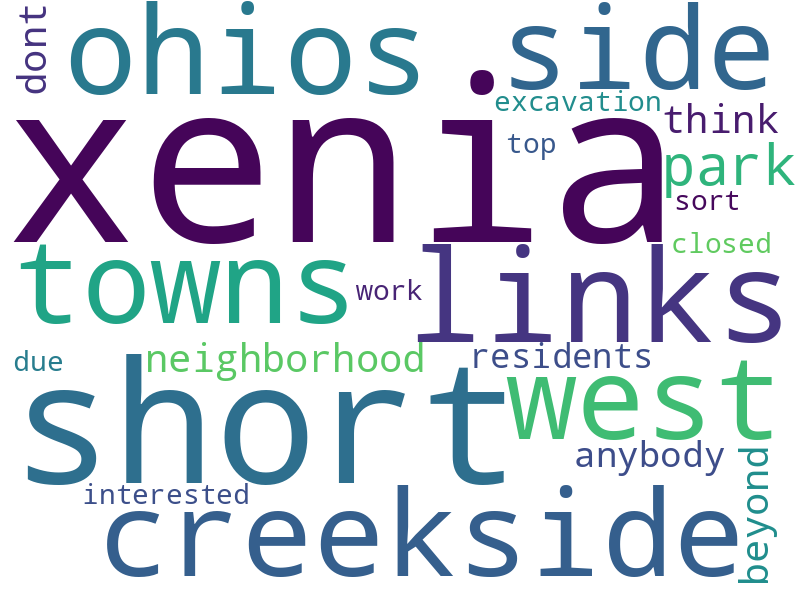 dont
ohios
side
excavation
think
xenia
top
park
sort
closed
towns
work
links
due
neighborhood
residents
short
west
anybody
interested
creekside
beyond